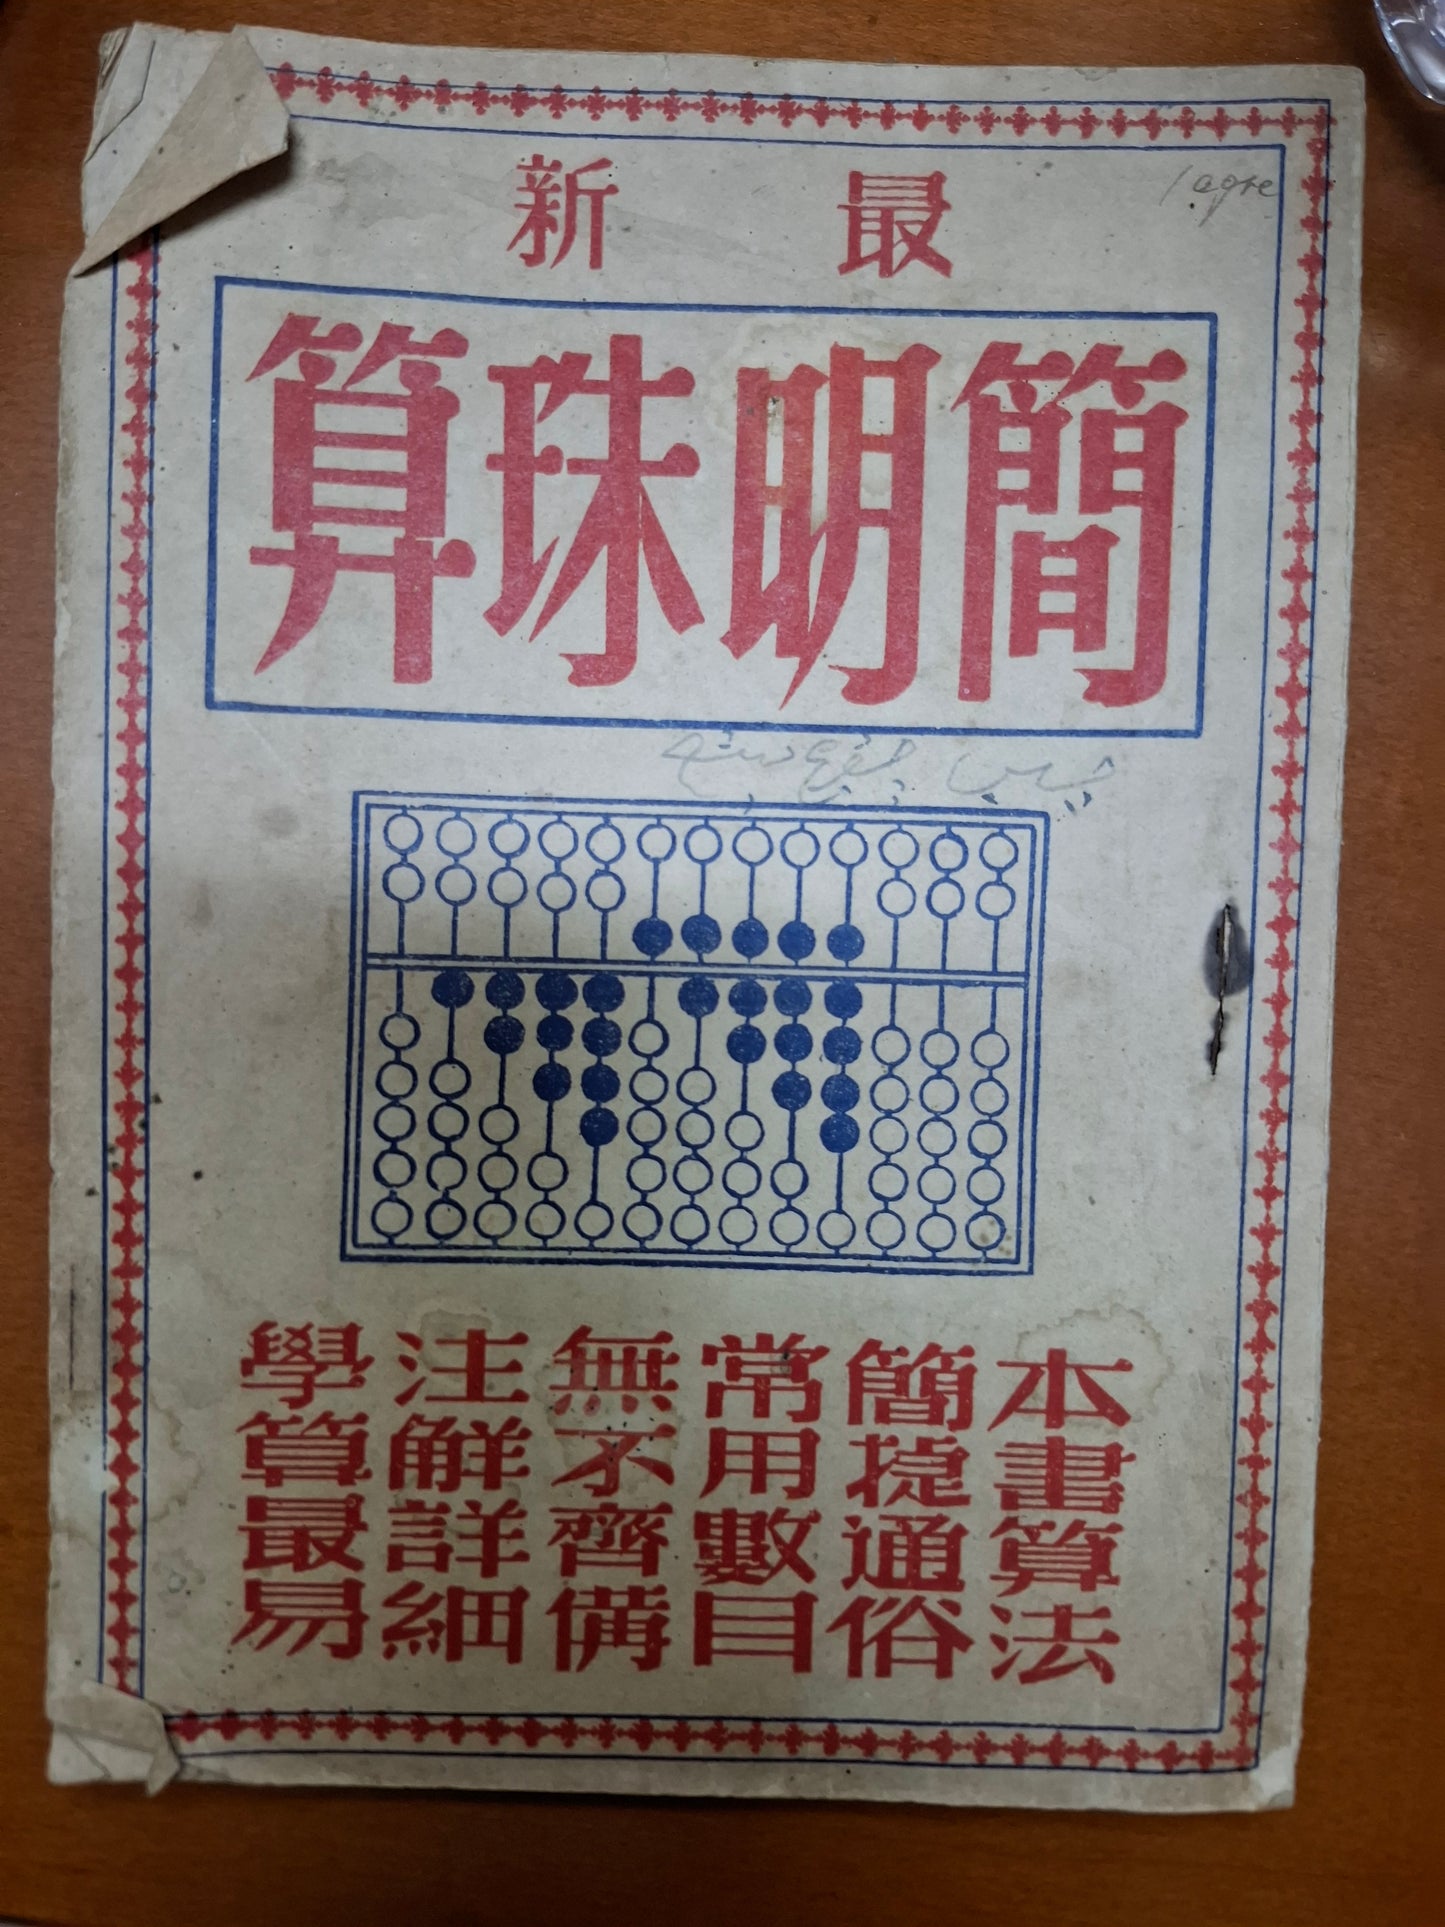 最新
簡明珠算
本書算法
簡捷通俗
常用數目
無不齊備
注解詳細
學算最易